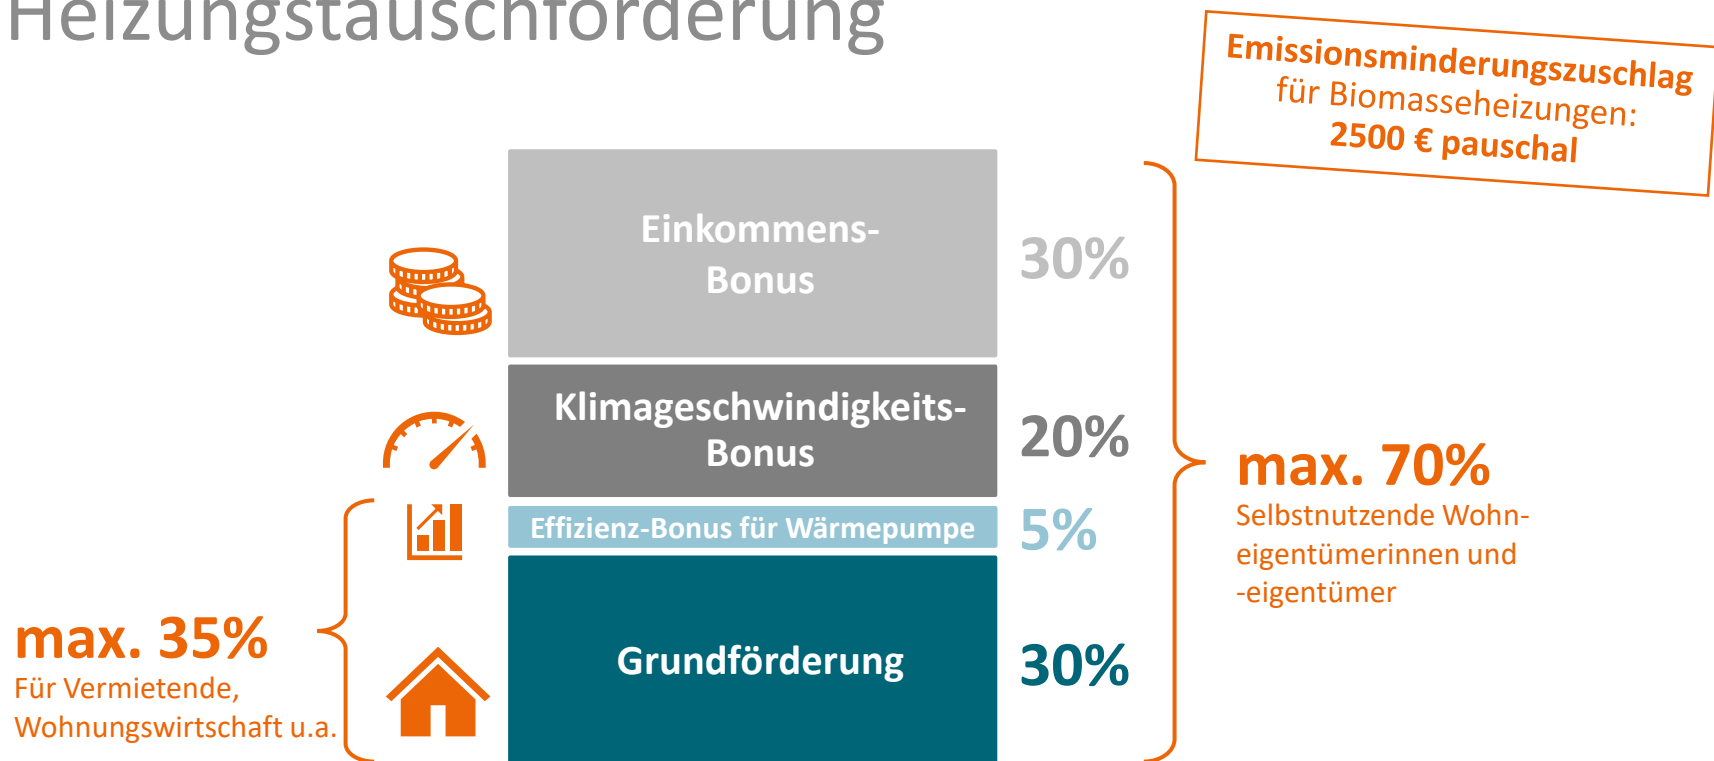 Heizungstauschförderung
Emissionsminderungszuschlag
für Biomasseheizungen:
2500 € pauschal
Einkommens-
Bonus
30%
Klimageschwindigkeits-
Bonus
20%
Effizienz-Bonus für Wärmepumpe
5%
Grundförderung
30%
max. 70%
Selbstnutzende Wohn-
eigentümerinnen und
-eigentümer
max. 35%
Für Vermietende,
Wohnungswirtschaft u.a.